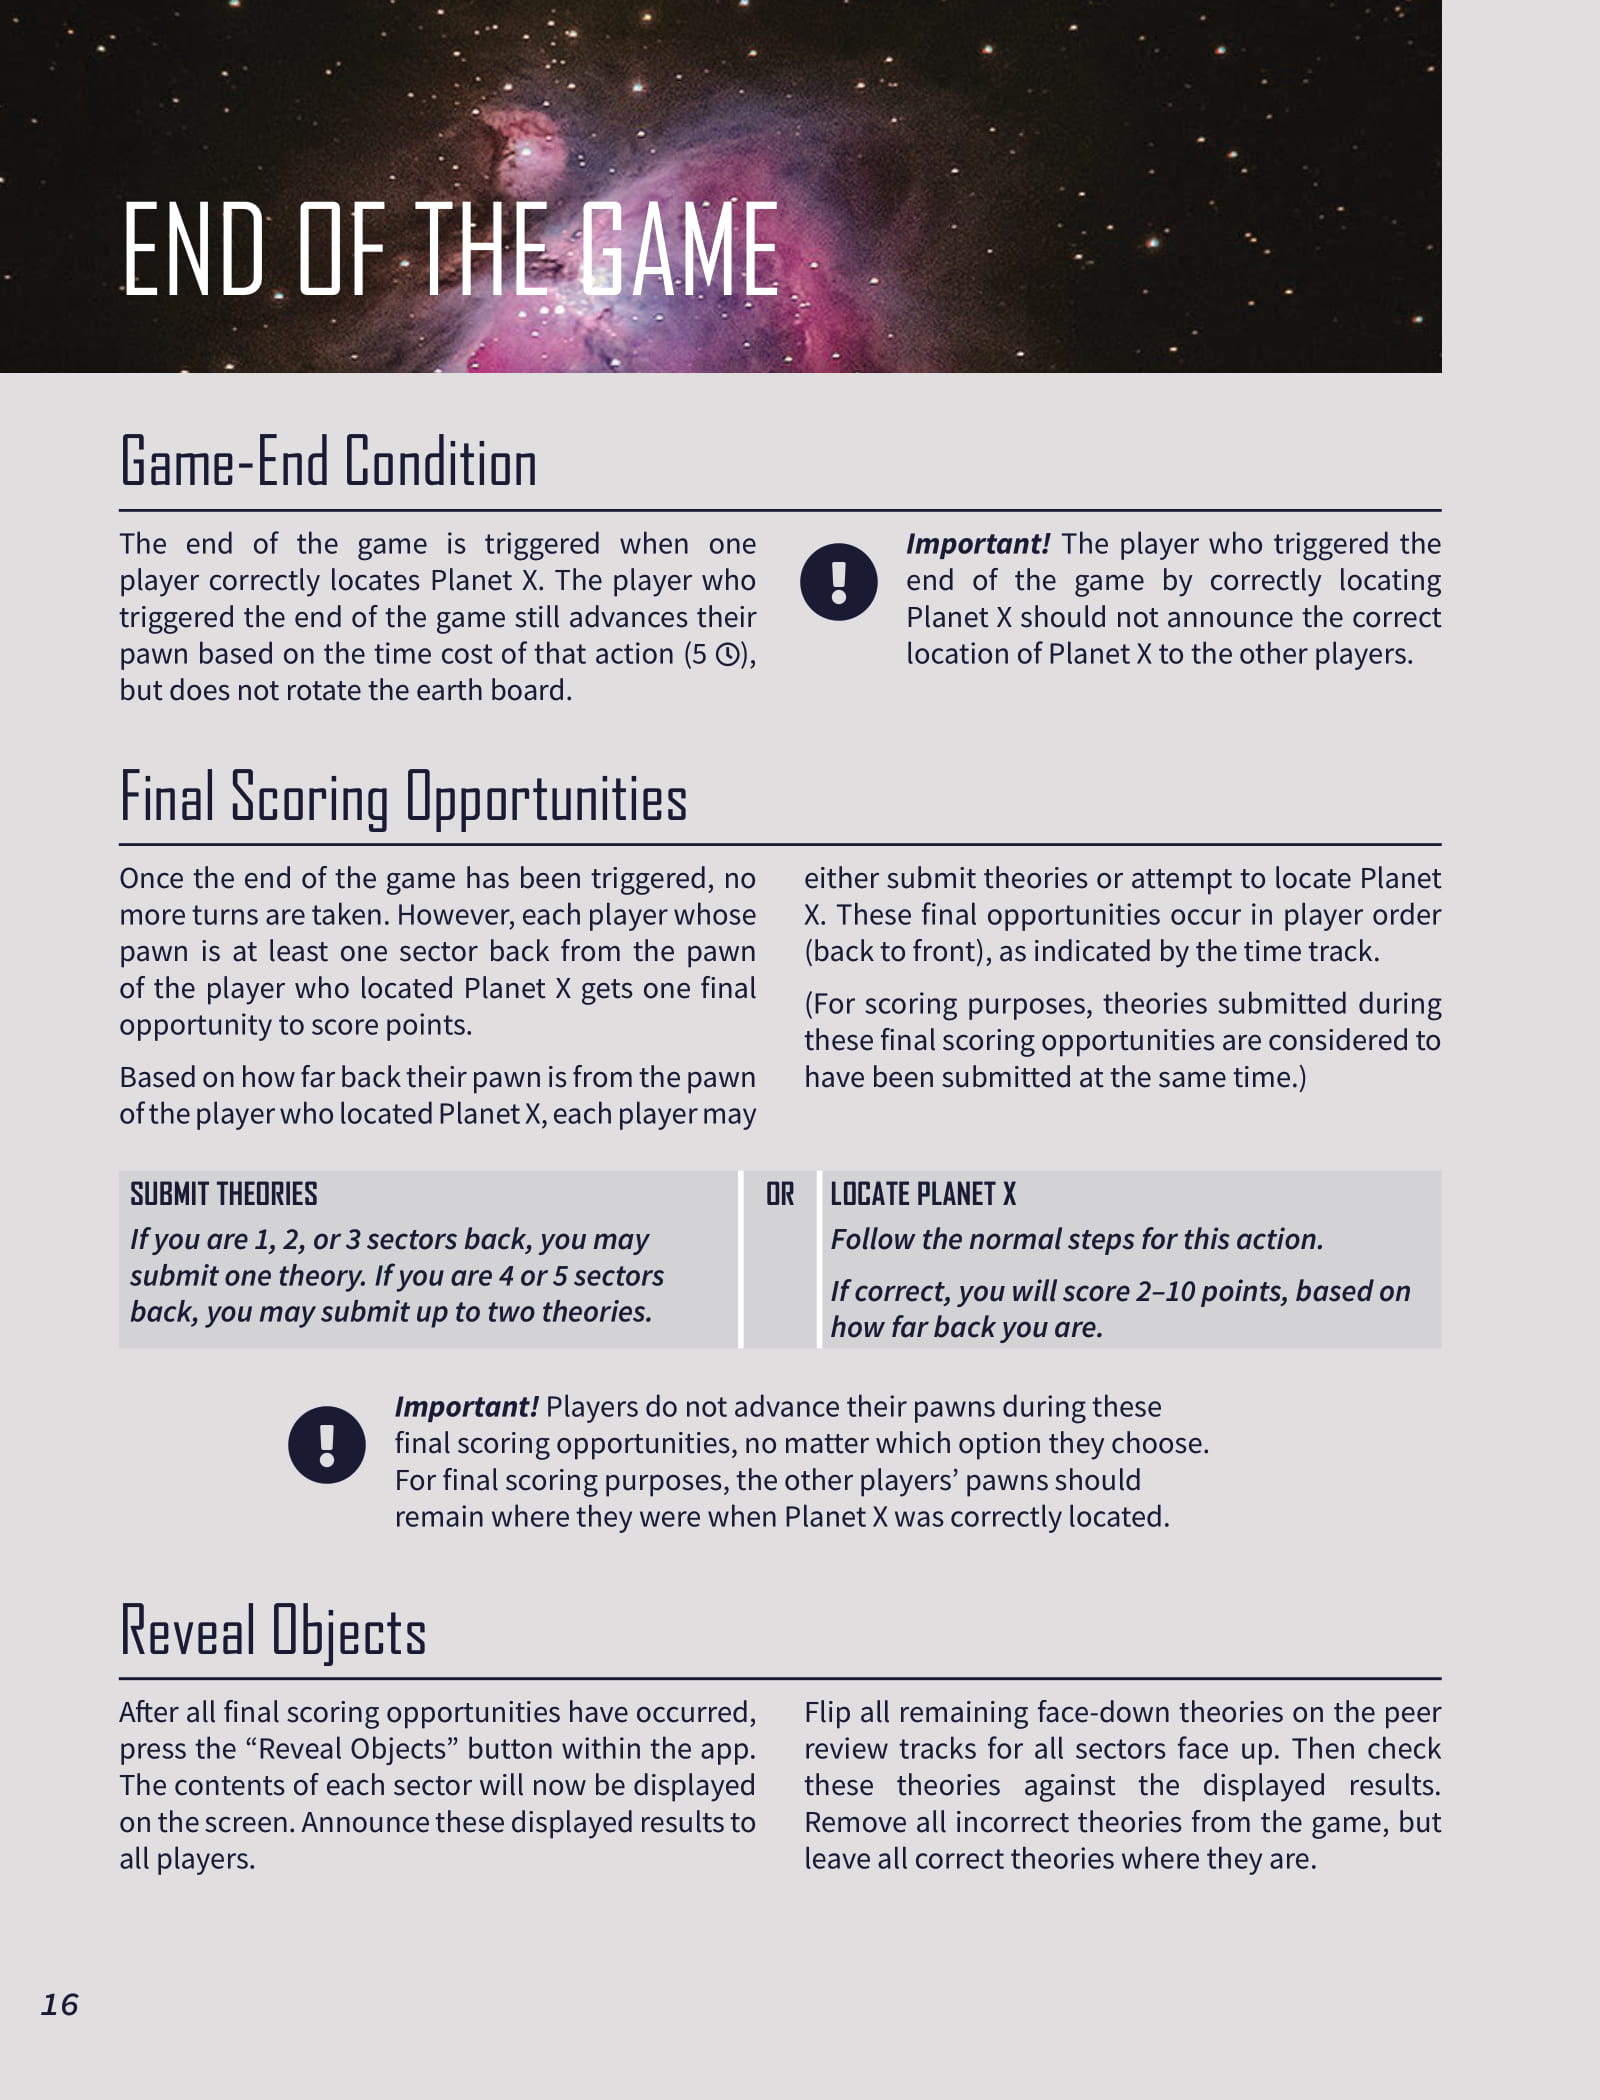 END OF THE GAME
Game-End Condition
The end of the game is triggered when one
player correctly locates Planet X. The player who
triggered the end of the game still advances their
pawn based on the time cost of that action (5 🕓),
but does not rotate the earth board.
! Important! The player who triggered the
end of the game by correctly locating
Planet X should not announce the correct
location of Planet X to the other players.
Final Scoring Opportunities
Once the end of the game has been triggered, no
more turns are taken. However, each player whose
pawn is at least one sector back from the pawn
of the player who located Planet X gets one final
opportunity to score points.
Based on how far back their pawn is from the pawn
of the player who located Planet X, each player may
either submit theories or attempt to locate Planet
X. These final opportunities occur in player order
(back to front), as indicated by the time track.
(For scoring purposes, theories submitted during
these final scoring opportunities are considered to
have been submitted at the same time.)
SUBMIT THEORIES
If you are 1, 2, or 3 sectors back, you may
submit one theory. If you are 4 or 5 sectors
back, you may submit up to two theories.
OR
LOCATE PLANET X
Follow the normal steps for this action.
If correct, you will score 2–10 points, based on
how far back you are.
! Important! Players do not advance their pawns during these
final scoring opportunities, no matter which option they choose.
For final scoring purposes, the other players’ pawns should
remain where they were when Planet X was correctly located.
Reveal Objects
After all final scoring opportunities have occurred,
press the “Reveal Objects” button within the app.
The contents of each sector will now be displayed
on the screen. Announce these displayed results to
all players.
Flip all remaining face-down theories on the peer
review tracks for all sectors face up. Then check
these theories against the displayed results.
Remove all incorrect theories from the game, but
leave all correct theories where they are.
16